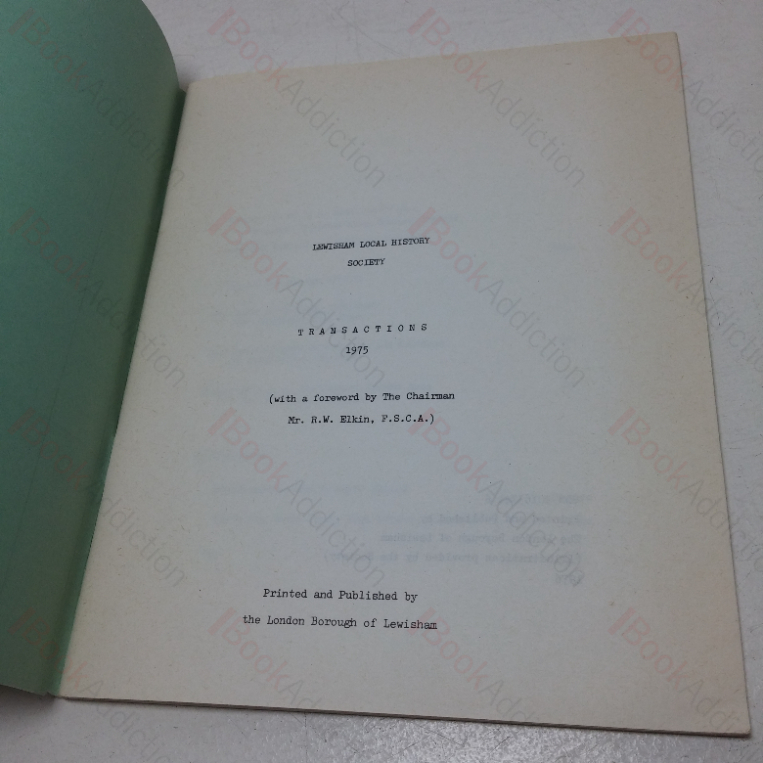 LEWISHAM LOCAL HISTORY
SOCIETY
T R A N S A C T I O N S
1975
(with a foreword by The Chairman
Mr. R.W. Elkin, F.S.C.A.)
Printed and Published by
the London Borough of Lewisham
BookAddiction